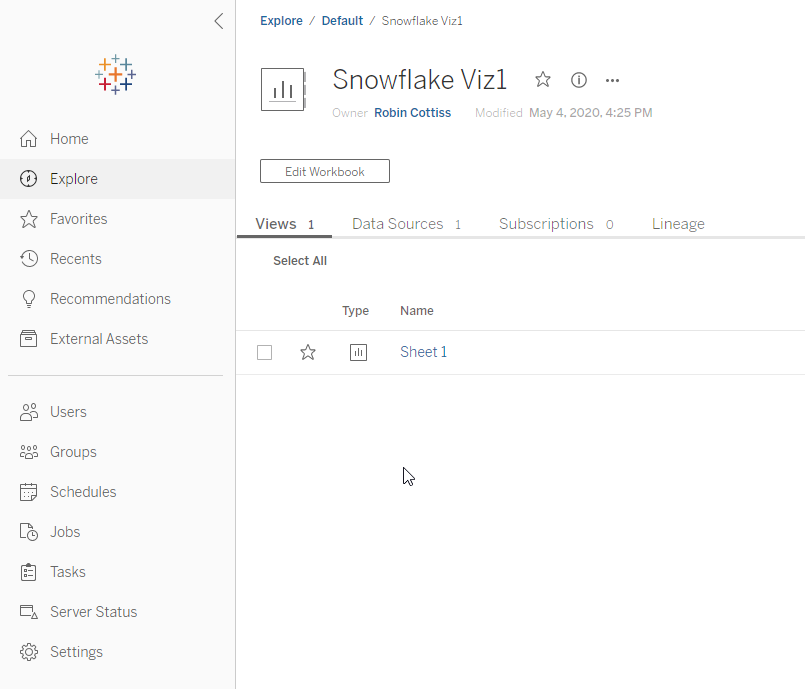 Explore / Default / Snowflake Viz1
Snowflake Viz1
Owner Robin Cottiss Modified May 4, 2020, 4:25 PM
Edit Workbook
Views 1 Data Sources 1 Subscriptions 0 Lineage
Select All
Type Name
Sheet 1
Home
Explore
Favorites
Recents
Recommendations
External Assets
Users
Groups
Schedules
Jobs
Tasks
Server Status
Settings